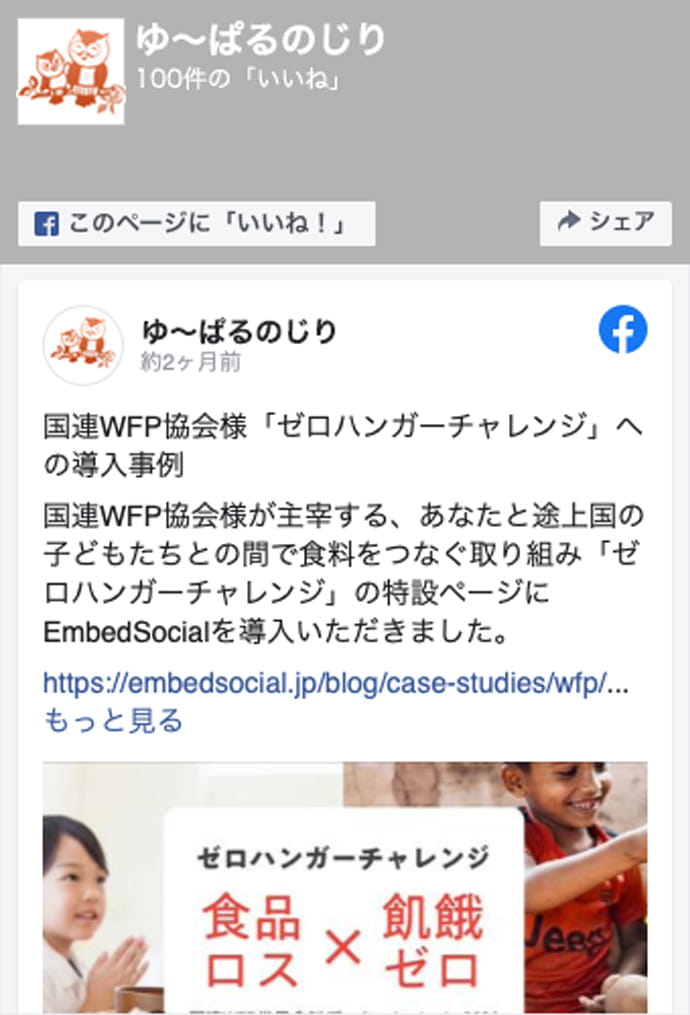 ゆ〜ぱるのじり
100件の「いいね」
このページに「いいね！」
シェア
ゆ〜ぱるのじり
約2ヶ月前
国連WFP協会様「ゼロハンガーチャレンジ」へ
の導入事例
国連WFP協会様が主宰する、あなたと途上国の
子どもたちとの間で食料をつなぐ取り組み「ゼ
ロハンガーチャレンジ」の特設ページに
EmbedSocialを導入いただきました。
https://embedsocial.jp/blog/case-studies/wfp/...
もっと見る
ゼロハンガーチャレンジ
食品
ロス
×
飢餓
ゼロ
Jeep